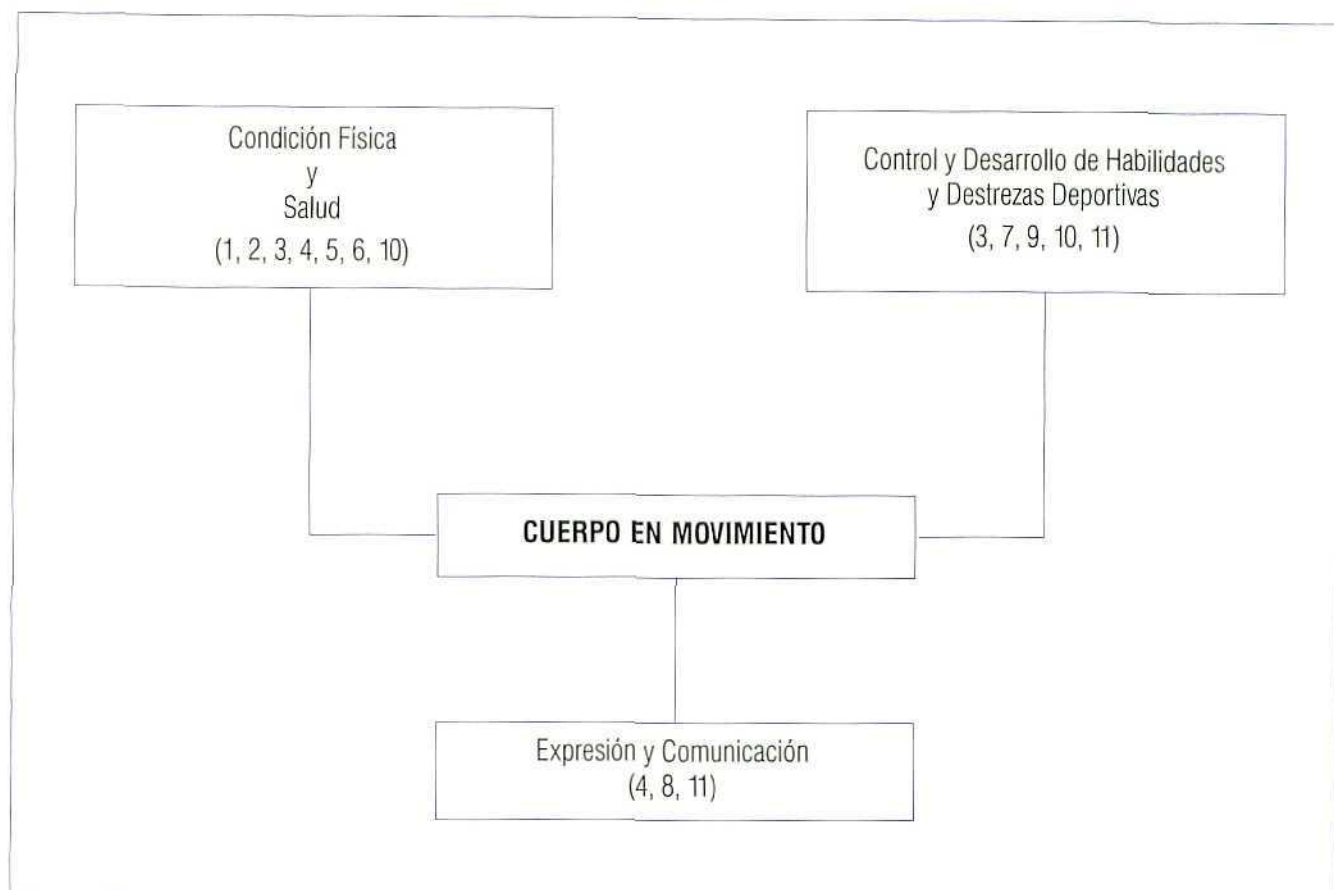 Condición Física
y
Salud
(1, 2, 3, 4, 5, 6, 10)
Control y Desarrollo de Habilidades
y Destrezas Deportivas
(3, 7, 9, 10, 11)
CUERPO EN MOVIMIENTO
Expresión y Comunicación
(4, 8, 11)